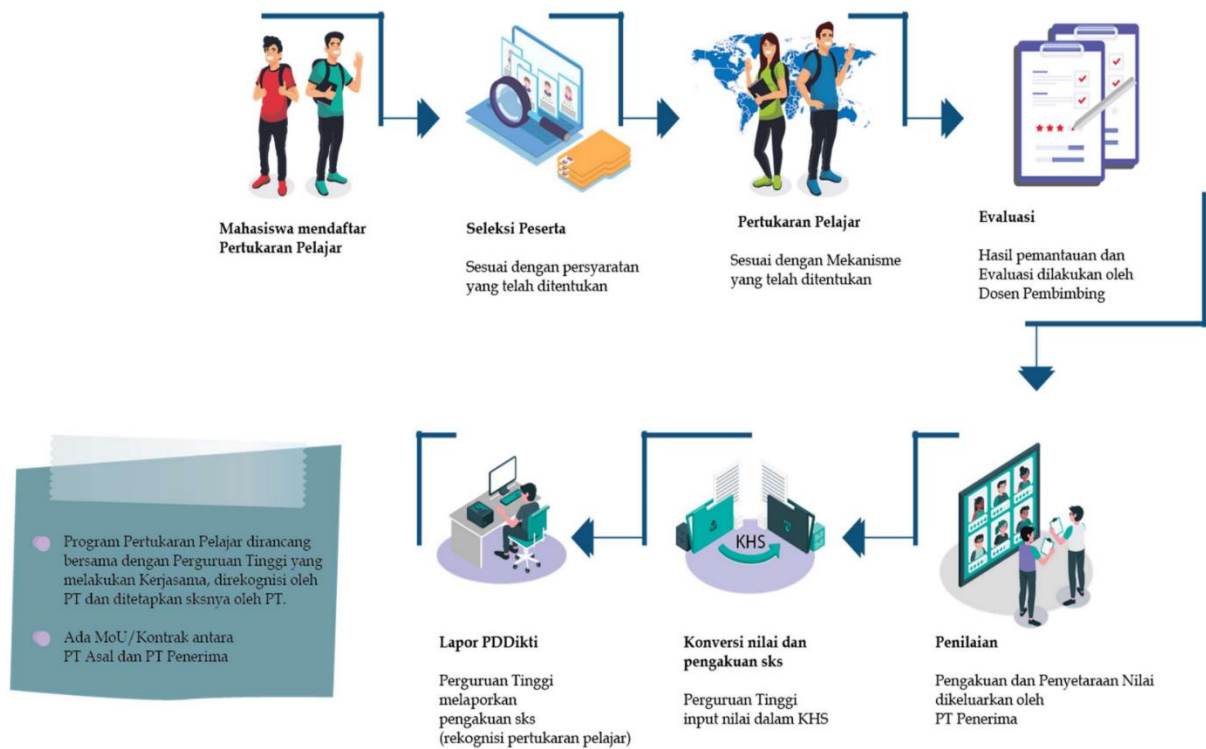 Mahasiswa mendaftar
Pertukaran Pelajar
Seleksi Peserta
Sesuai dengan persyaratan
yang telah ditentukan
Pertukaran Pelajar
Sesuai dengan Mekanisme
yang telah ditentukan
Evaluasi
Hasil pemantauan dan
Evaluasi dilakukan oleh
Dosen Pembimbing
Penilaian
Pengakuan dan Penyetaraan Nilai
dikeluarkan oleh
PT Penerima
KHS
Konversi nilai dan
pengakuan sks
Perguruan Tinggi
input nilai dalam KHS
Lapor PDDikti
Perguruan Tinggi
melaporkan
pengakuan sks
(rekognisi pertukaran pelajar)
Program Pertukaran Pelajar dirancang
bersama dengan Perguruan Tinggi yang
melakukan Kerjasama, direkognisi oleh
PT dan ditetapkan sksnya oleh PT.
Ada MoU/Kontrak antara
PT Asal dan PT Penerima